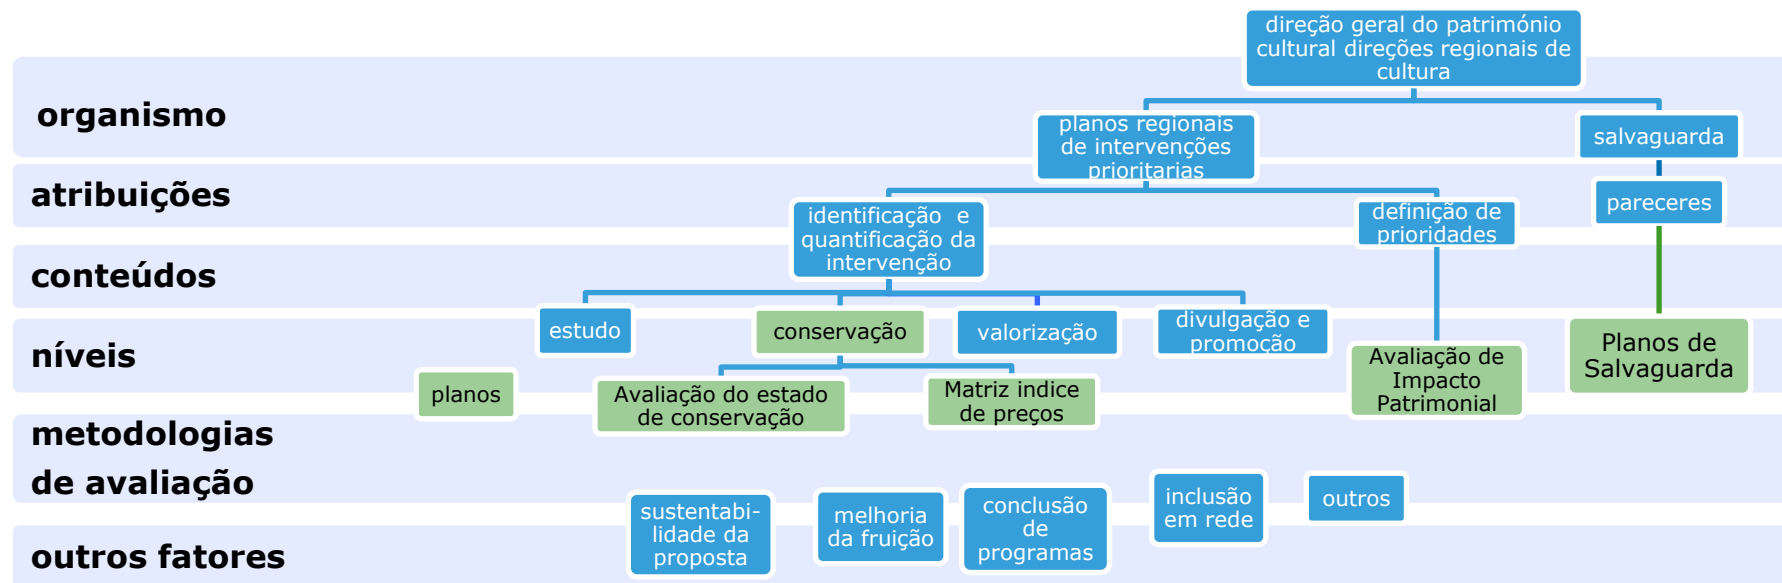 direção geral do património
cultural direções regionais de
cultura
organismo
planos regionais
de intervenções
prioritarias
salvaguarda
atribuições
identificação e
quantificação da
intervenção
definição de
prioridades
pareceres
conteúdos
estudo
conservação
valorização
divulgação e
promoção
níveis
planos
Avaliação do estado
de conservação
Matriz indice
de preços
Avaliação de
Impacto
Patrimonial
Planos de
Salvaguarda
metodologias
de avaliação
sustentabi-
lidade da
proposta
melhoria
da fruição
conclusão
de
programas
inclusão
em rede
outros
outros fatores